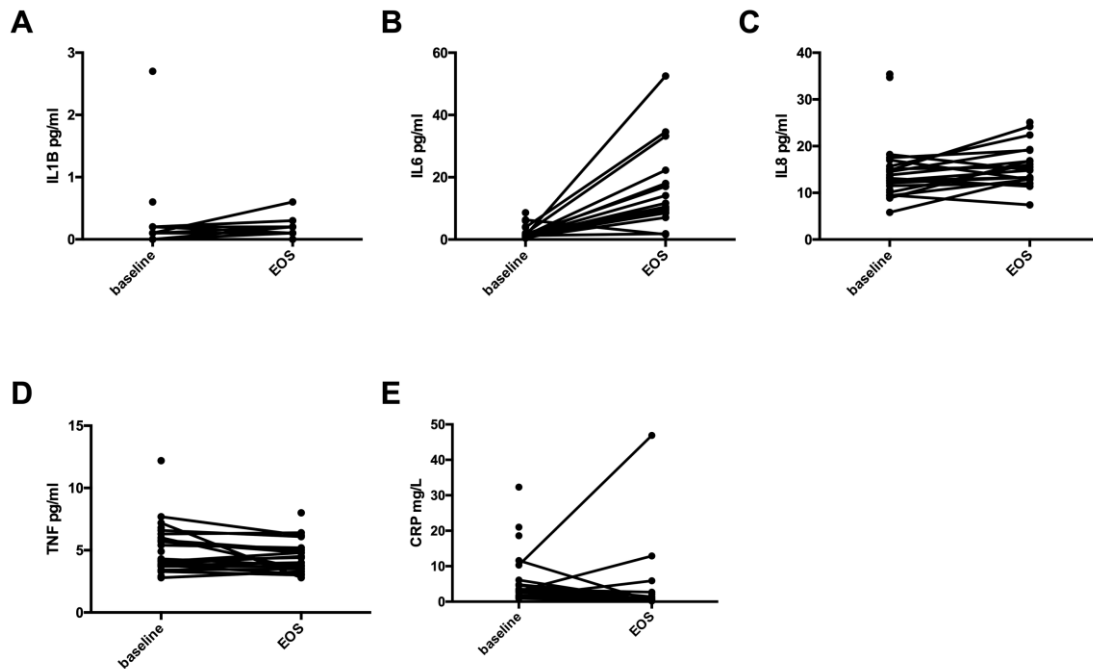 A
IL1B pg/ml
3
2
1
0
baseline
EOS
B
IL6 pg/ml
60
40
20
0
baseline
EOS
C
IL8 pg/ml
40
30
20
10
0
baseline
EOS
D
TNF pg/ml
15
10
5
0
baseline
EOS
E
CRP mg/L
50
40
30
20
10
0
baseline
EOS